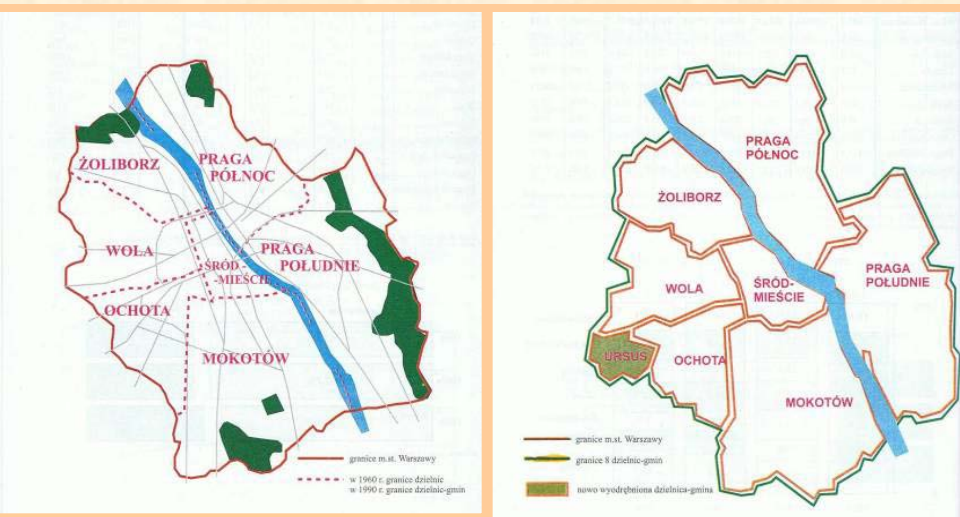 ŻOLIBORZ
PRAGA
PÓŁNOC
WOLA
ŚRÓD-
-MIEŚCIE
PRAGA
POŁUDNIE
OCHOTA
MOKOTÓW
granice m.st. Warszawy
w 1960 r. granice dzielnic
w 1990 r. granice dzielnic-gmin
PRAGA
PÓŁNOC
ŻOLIBORZ
PRAGA
POŁUDNIE
WOLA
ŚRÓD-
MIEŚCIE
URSUS
OCHOTA
MOKOTÓW
granice m.st. Warszawy
granice 8 dzielnic-gmin
nowo wyodrębniona dzielnica-gmina